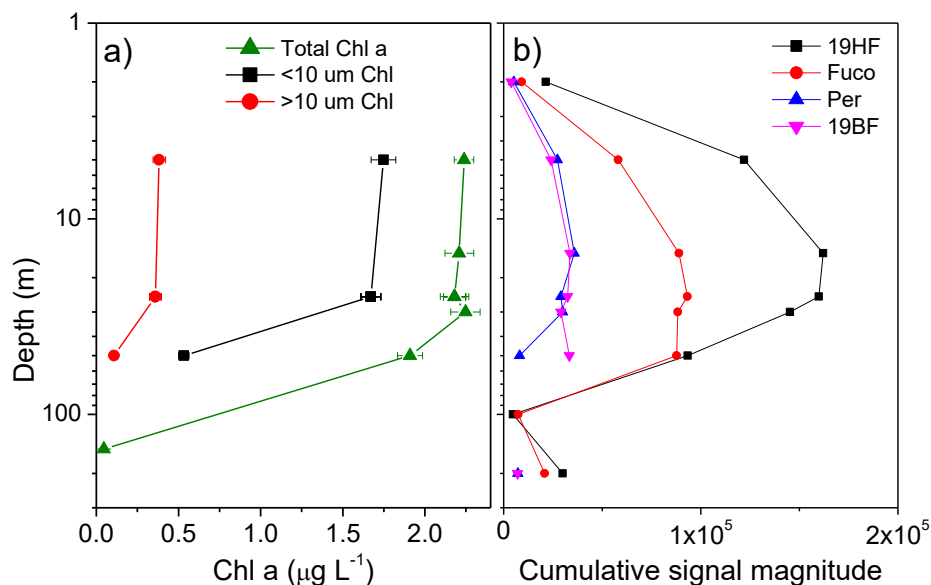 a)
Total Chl a
<10 um Chl
>10 um Chl
b)
19HF
Fuco
Per
19BF
1
10
100
Depth (m)
0.0 0.5 1.0 1.5 2.0
Chl a (μg L⁻¹)
0 1x10⁵ 2x10⁵
Cumulative signal magnitude